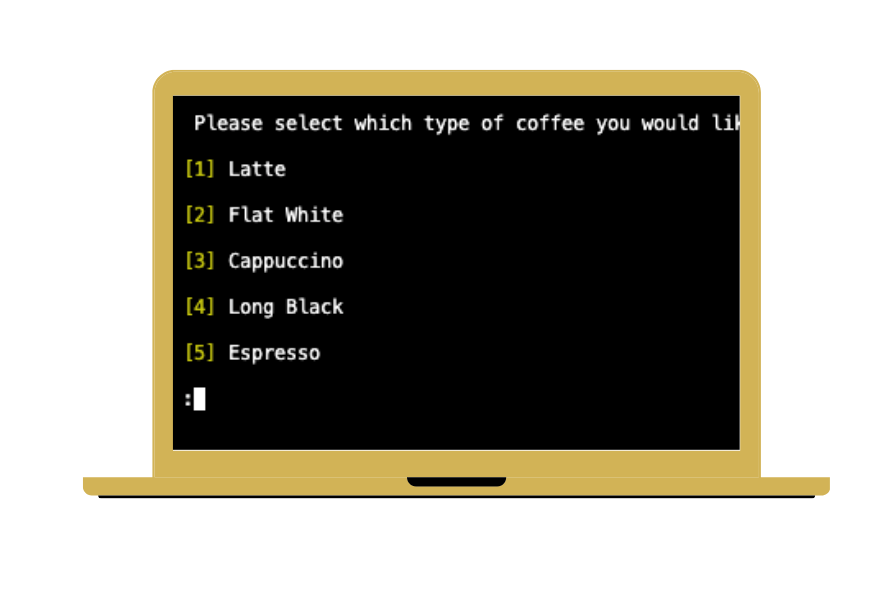 Please select which type of coffee you would
[1] Latte
[2] Flat White
[3] Cappuccino
[4] Long Black
[5] Espresso
: